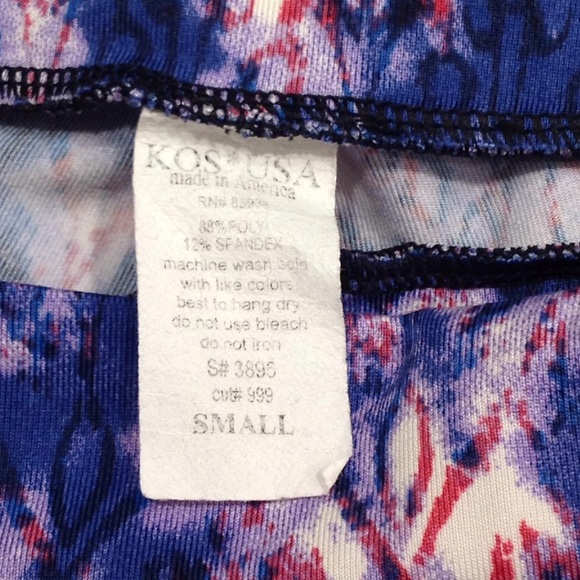 KOS*USA
made in America
RN#
88% POLY
12% SPANDEX
machine wash cold
with like colors
best to hang dry
do not use bleach
do not iron
S# 3895
cut# 999
SMALL